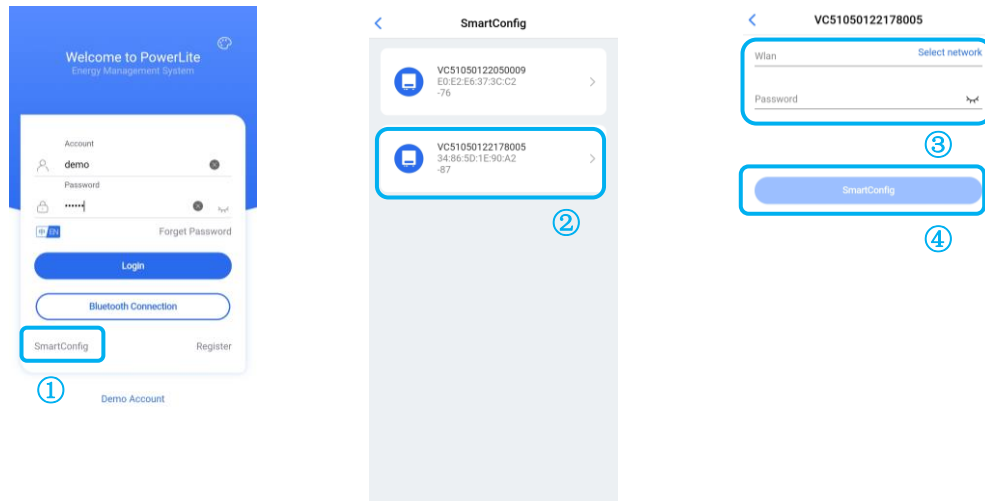 Welcome to PowerLite
Energy Management System
Account
demo
Password
••••••
中/EN
Forget Password
Login
Bluetooth Connection
SmartConfig
Register
①
Demo Account
SmartConfig
VC51050122050009
E0:E2:E6:37:3C:C2
-76
VC51050122178005
34:86:5D:1E:90:A2
-87
②
VC51050122178005
Wlan
Select network
Password
③
SmartConfig
④